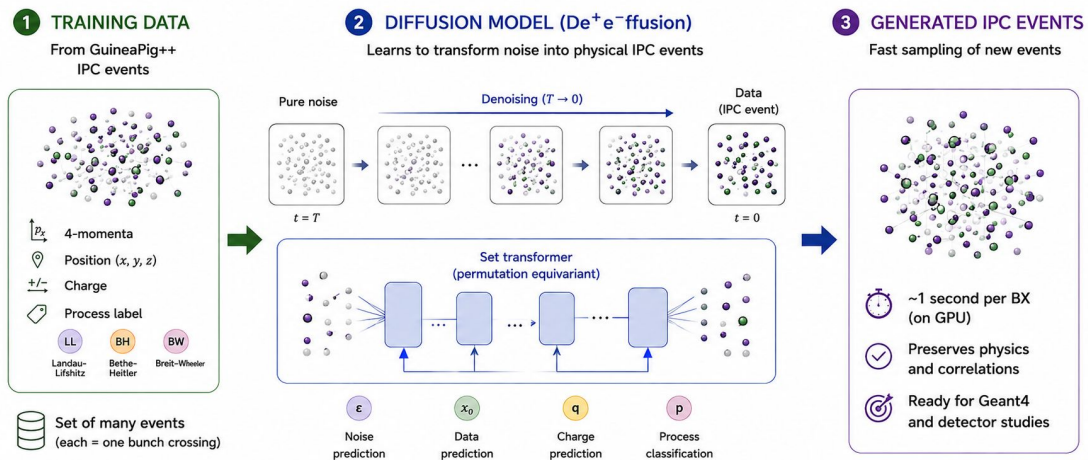 1 TRAINING DATA
From GuineaPig++
IPC events
pₓ
4-momenta
Position (x, y, z)
+/−
Charge
Process label
LL
BH
BW
Landau-
Lifshitz
Bethe-
Heitler
Breit-Wheeler
Set of many events
(each = one bunch crossing)
2 DIFFUSION MODEL (De⁺e⁻ffusion)
Learns to transform noise into physical IPC events
Pure noise
Denoising (T → 0)
Data
(IPC event)
...
t = T
t = 0
Set transformer
(permutation equivariant)
... ... ...
ε
x₀
q
p
Noise
prediction
Data
prediction
Charge
prediction
Process
classification
3 GENERATED IPC EVENTS
Fast sampling of new events
~1 second per BX
(on GPU)
Preserves physics
and correlations
Ready for Geant4
and detector studies